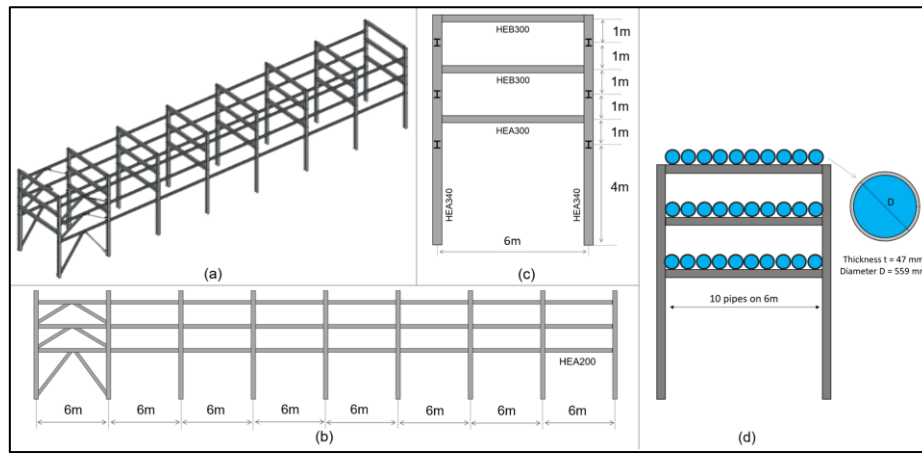 (a)
HEB300
HEB300
HEA300
HEA340
HEA340
1m
1m
1m
1m
1m
4m
6m
(c)
HEA200
6m 6m 6m 6m 6m 6m 6m 6m
(b)
D
Thickness t = 47 mm
Diameter D = 559 mm
10 pipes on 6m
(d)